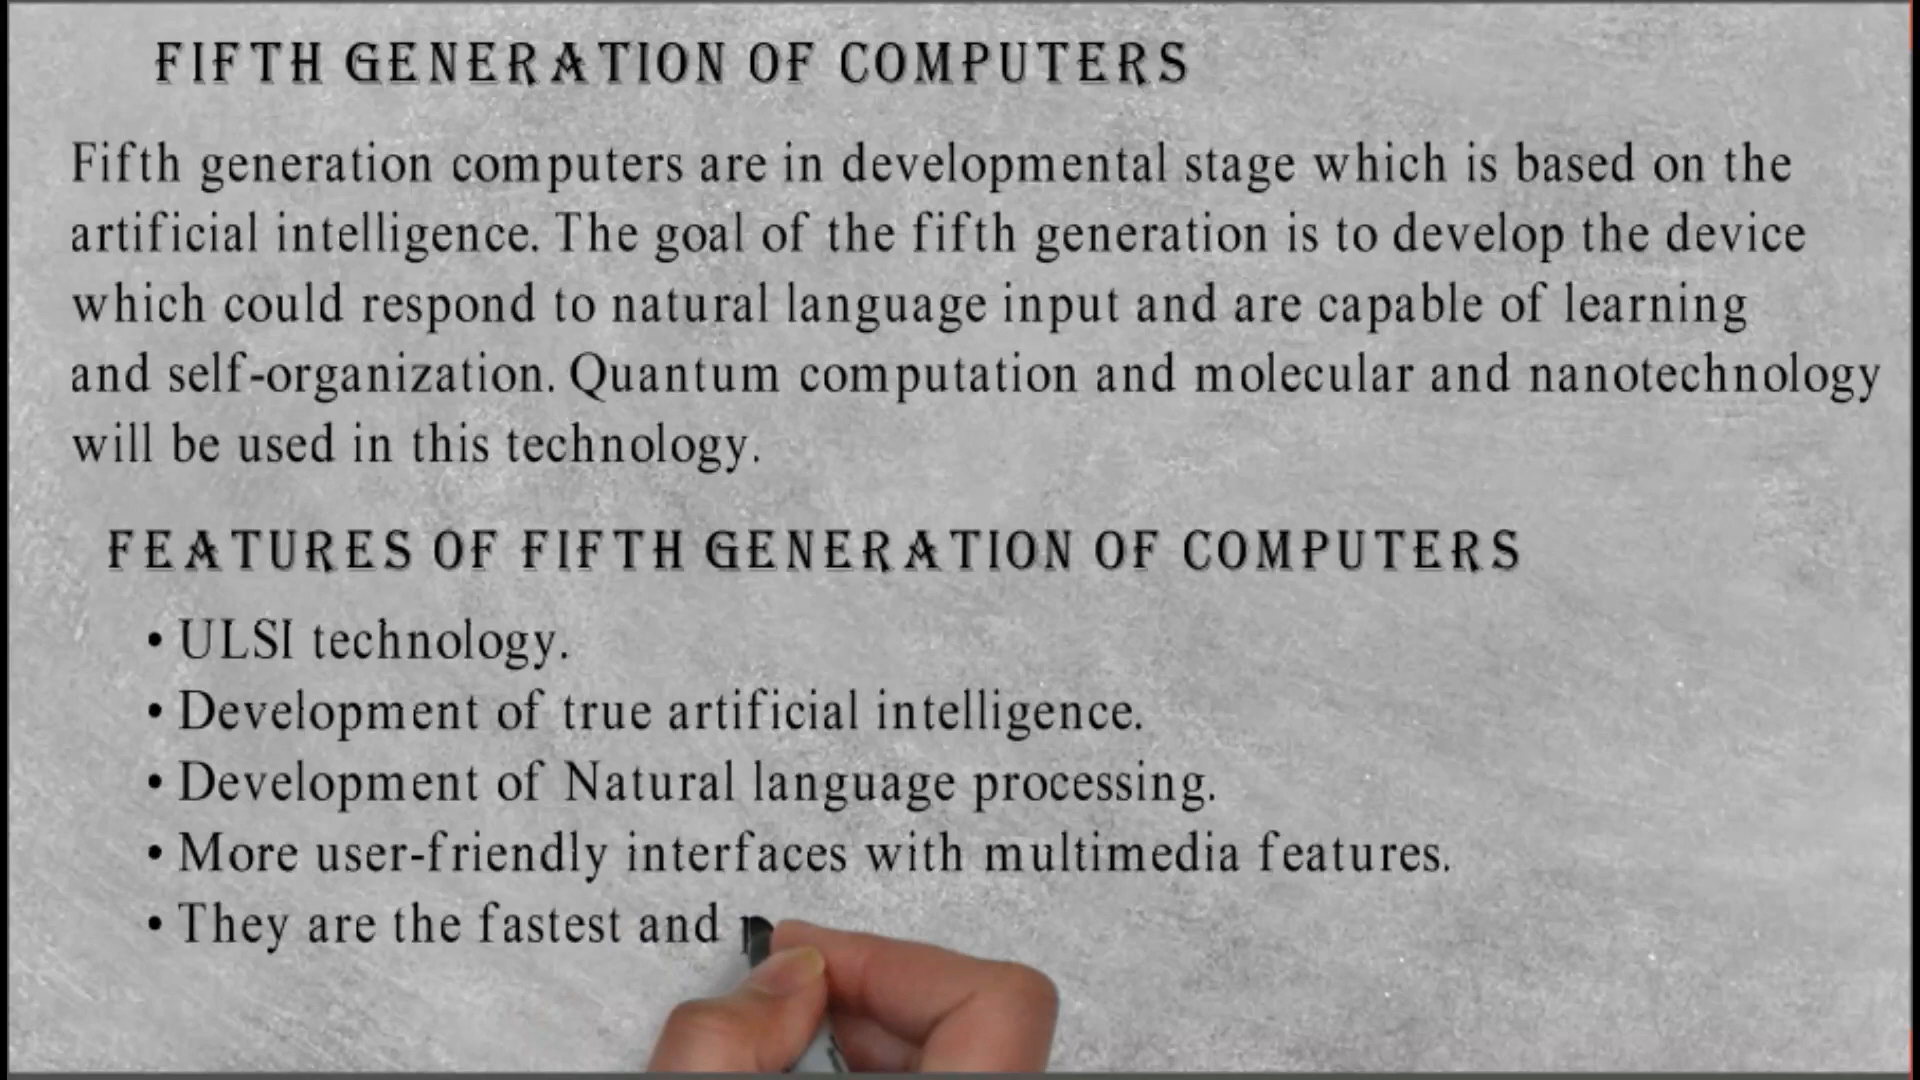 FIFTH GENERATION OF COMPUTERS
Fifth generation computers are in developmental stage which is based on the
artificial intelligence. The goal of the fifth generation is to develop the device
which could respond to natural language input and are capable of learning
and self-organization. Quantum computation and molecular and nanotechnology
will be used in this technology.
FEATURES OF FIFTH GENERATION OF COMPUTERS
• ULSI technology.
• Development of true artificial intelligence.
• Development of Natural language processing.
• More user-friendly interfaces with multimedia features.
• They are the fastest and